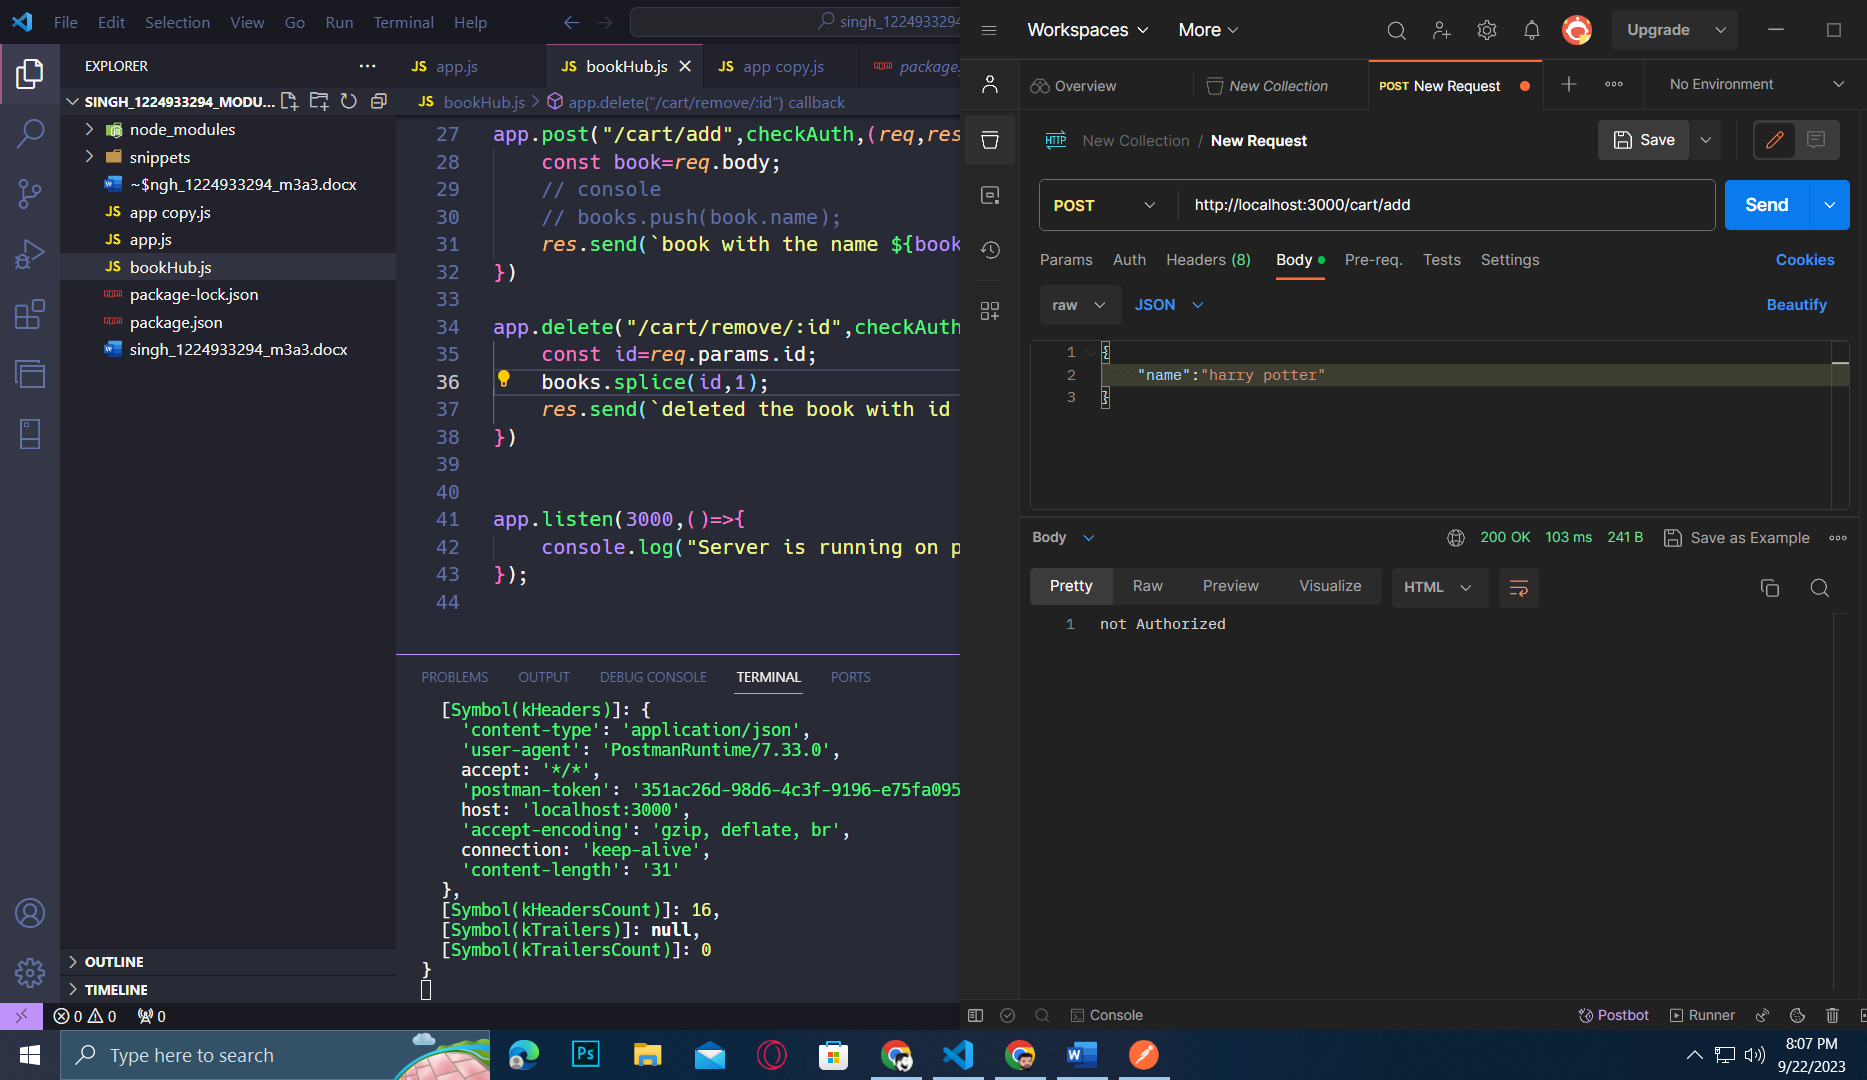 File Edit Selection View Go Run Terminal Help
singh_1224933294
EXPLORER
SINGH_1224933294_MODU...
node_modules
snippets
~$ngh_1224933294_m3a3.docx
JS app copy.js
JS app.js
JS bookHub.js
package-lock.json
package.json
singh_1224933294_m3a3.docx
OUTLINE
TIMELINE
JS app.js
JS bookHub.js
JS app copy.js
package.
JS bookHub.js > app.delete("/cart/remove/:id") callback
27 app.post("/cart/add",checkAuth,(req,res
28 const book=req.body;
29 // console
30 // books.push(book.name);
31 res.send(`book with the name ${book
32 })
33
34 app.delete("/cart/remove/:id",checkAuth
35 const id=req.params.id;
36 books.splice(id,1);
37 res.send(`deleted the book with id
38 })
39
40
41 app.listen(3000,()=>{
42 console.log("Server is running on p
43 });
44
PROBLEMS OUTPUT DEBUG CONSOLE TERMINAL PORTS
[Symbol(kHeaders)]: {
'content-type': 'application/json',
'user-agent': 'PostmanRuntime/7.33.0',
accept: '*/*',
'postman-token': '351ac26d-98d6-4c3f-9196-e75fa095
host: 'localhost:3000',
'accept-encoding': 'gzip, deflate, br',
connection: 'keep-alive',
'content-length': '31'
},
[Symbol(kHeadersCount)]: 16,
[Symbol(kTrailers)]: null,
[Symbol(kTrailersCount)]: 0
}
0 0 0
Workspaces More Upgrade
Overview
New Collection
POST New Request
No Environment
HTTP New Collection / New Request
Save
POST http://localhost:3000/cart/add
Send
Params Auth Headers (8) Body Pre-req. Tests Settings Cookies
raw JSON Beautify
1 {
2 "name":"harry potter"
3 }
Body 200 OK 103 ms 241 B Save as Example
Pretty Raw Preview Visualize HTML
1 not Authorized
Console Postbot Runner
Type here to search
Ps
8:07 PM
9/22/2023